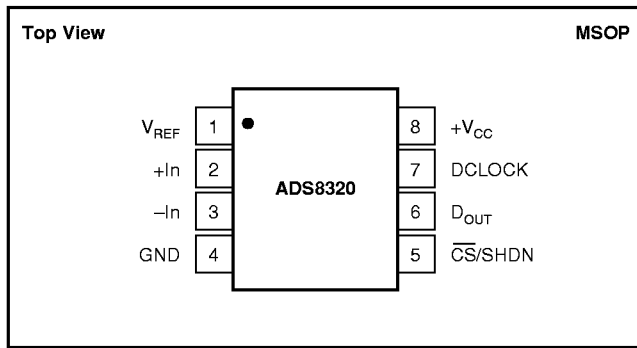 Top View MSOP
V_REF 1 8 +V_CC
+In 2 7 DCLOCK
ADS8320
–In 3 6 D_OUT
GND 4 5 C̅S̅/SHDN